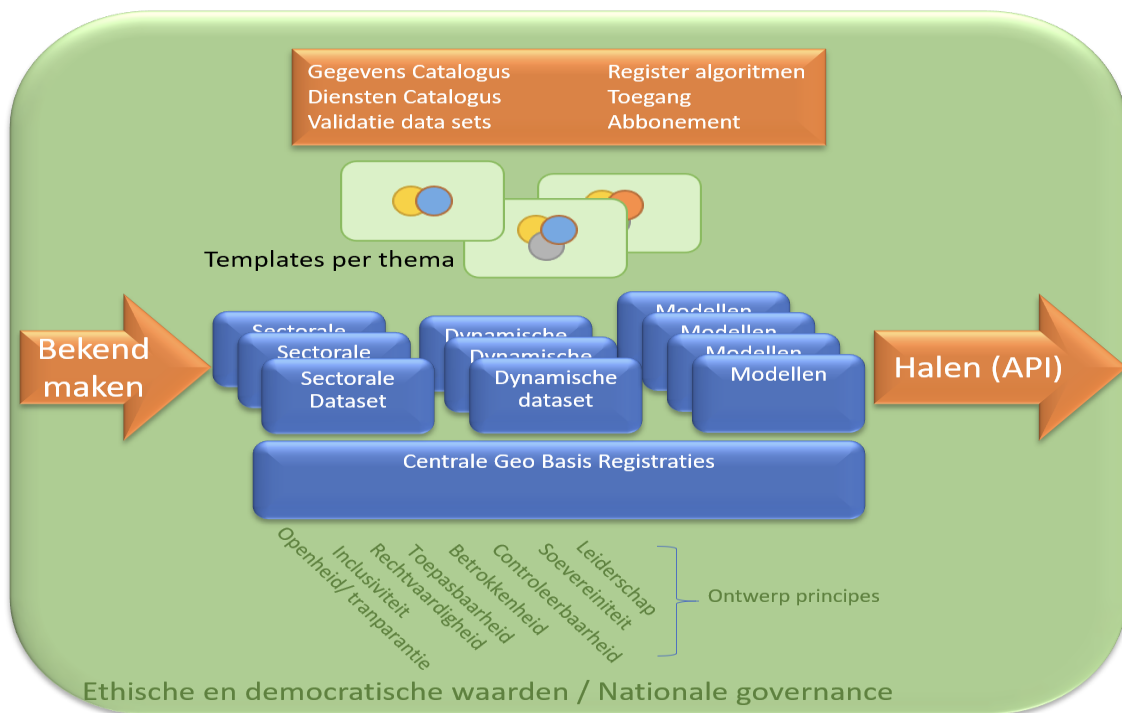 Gegevens Catalogus
Diensten Catalogus
Validatie data sets
Register algoritmen
Toegang
Abbonement
Templates per thema
Bekend
maken
Sectorale
Sectorale
Sectorale
Dataset
Dynamische
Dynamische
Dynamische
dataset
Modellen
Modellen
Modellen
Modellen
Halen (API)
Centrale Geo Basis Registraties
Openheid/ tranparantie
Inclusiviteit
Rechtvaardigheid
Toepasbaarheid
Betrokkenheid
Controleerbaarheid
Soevereiniteit
Leiderschap
Ontwerp principes
Ethische en democratische waarden / Nationale governance